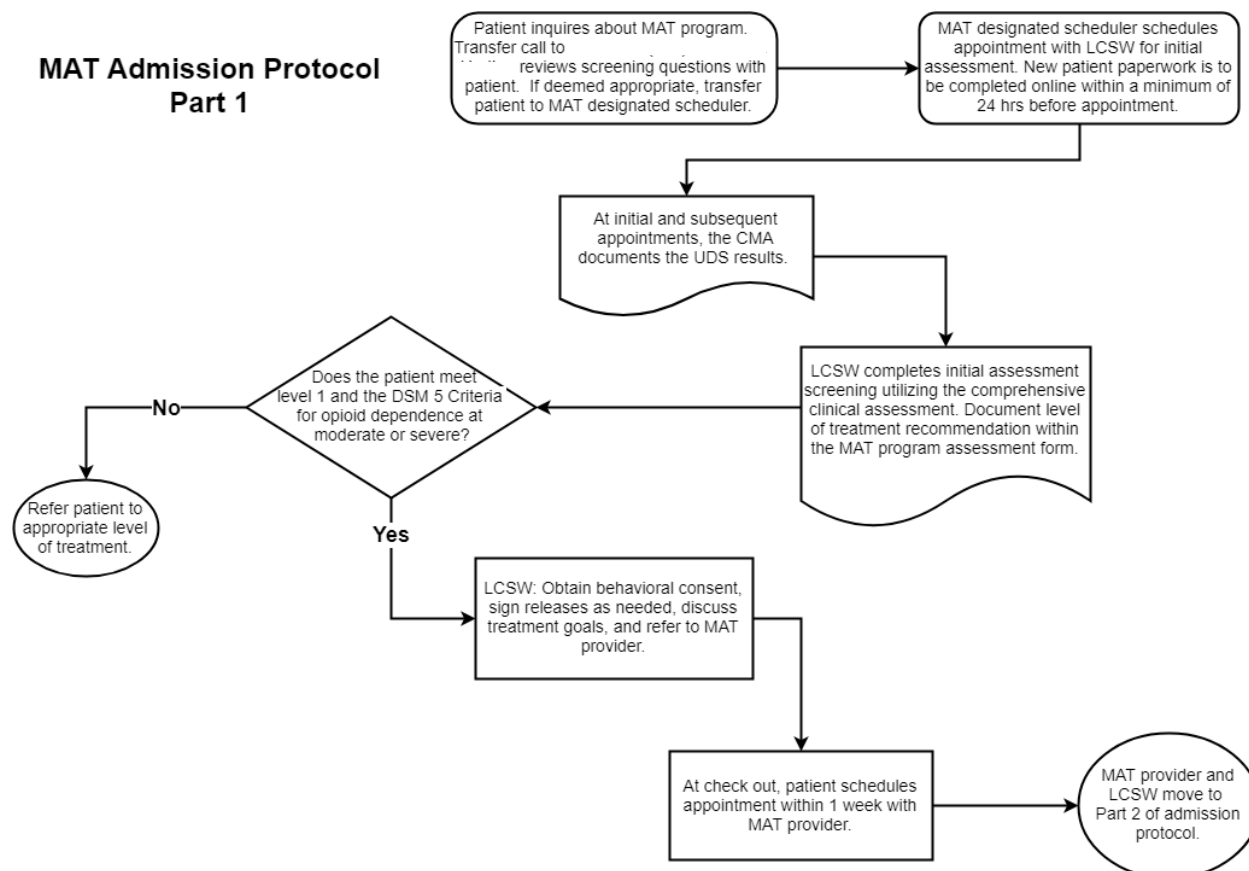 MAT Admission Protocol
Part 1
Patient inquires about MAT program.
Transfer call to
reviews screening questions with
patient.  If deemed appropriate, transfer
patient to MAT designated scheduler.
MAT designated scheduler schedules
appointment with LCSW for initial
assessment. New patient paperwork is to
be completed online within a minimum of
24 hrs before appointment.
At initial and subsequent
appointments, the CMA
documents the UDS results.
LCSW completes initial assessment
screening utilizing the comprehensive
clinical assessment. Document level
of treatment recommendation within
the MAT program assessment form.
Does the patient meet
level 1 and the DSM 5 Criteria
for opioid dependence at
moderate or severe?
No
Refer patient to
appropriate level
of treatment.
Yes
LCSW: Obtain behavioral consent,
sign releases as needed, discuss
treatment goals, and refer to MAT
provider.
At check out, patient schedules
appointment within 1 week with
MAT provider.
MAT provider and
LCSW move to
Part 2 of admission
protocol.